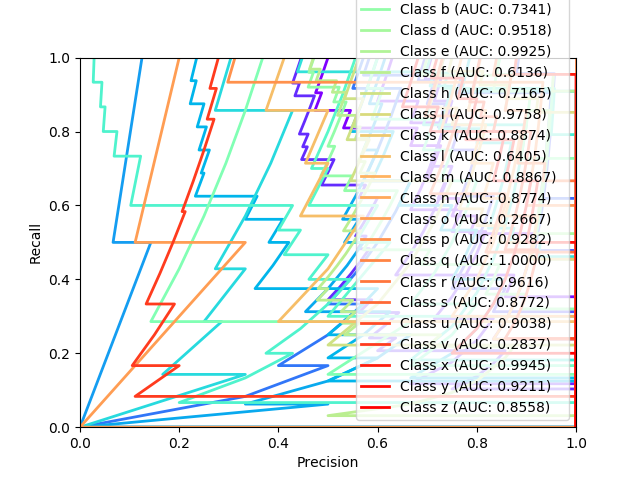 Class b (AUC: 0.7341)
Class d (AUC: 0.9518)
Class e (AUC: 0.9925)
Class f (AUC: 0.6136)
Class h (AUC: 0.7165)
Class i (AUC: 0.9758)
Class k (AUC: 0.8874)
Class l (AUC: 0.6405)
Class m (AUC: 0.8867)
Class n (AUC: 0.8774)
Class o (AUC: 0.2667)
Class p (AUC: 0.9282)
Class q (AUC: 1.0000)
Class r (AUC: 0.9616)
Class s (AUC: 0.8772)
Class u (AUC: 0.9038)
Class v (AUC: 0.2837)
Class x (AUC: 0.9945)
Class y (AUC: 0.9211)
Class z (AUC: 0.8558)
1.0
0.8
0.6
0.4
0.2
0.0
Recall
0.0 0.2 0.4 0.6 0.8 1.0
Precision